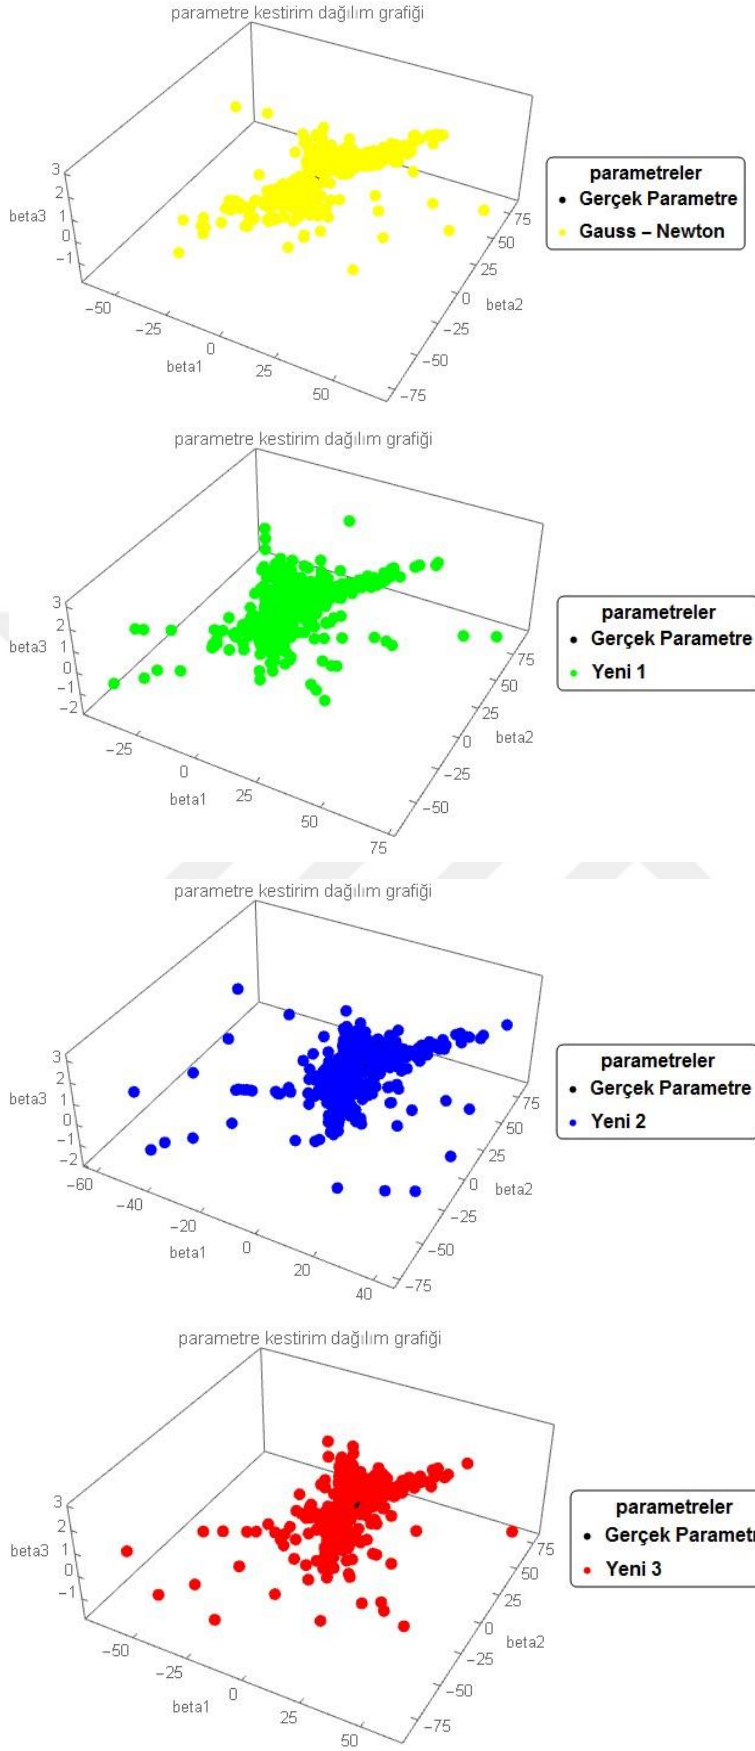 parametre kestirim dağılım grafiği
3
2
1
0
−1
beta3
−50
−25
0
25
50
beta1
75
50
25
0
−25
−50
−75
beta2
parametreler
Gerçek Parametre
Gauss − Newton
parametre kestirim dağılım grafiği
3
2
1
0
−1
−2
beta3
−25
0
25
50
75
beta1
75
50
25
0
−25
−50
beta2
parametreler
Gerçek Parametre
Yeni 1
parametre kestirim dağılım grafiği
3
2
1
0
−1
−2
beta3
−60
−40
−20
0
20
40
beta1
75
50
25
0
−25
−50
−75
beta2
parametreler
Gerçek Parametre
Yeni 2
parametre kestirim dağılım grafiği
3
2
1
0
−1
beta3
−50
−25
0
25
50
beta1
75
50
25
0
−25
−50
−75
beta2
parametreler
Gerçek Parametr
Yeni 3